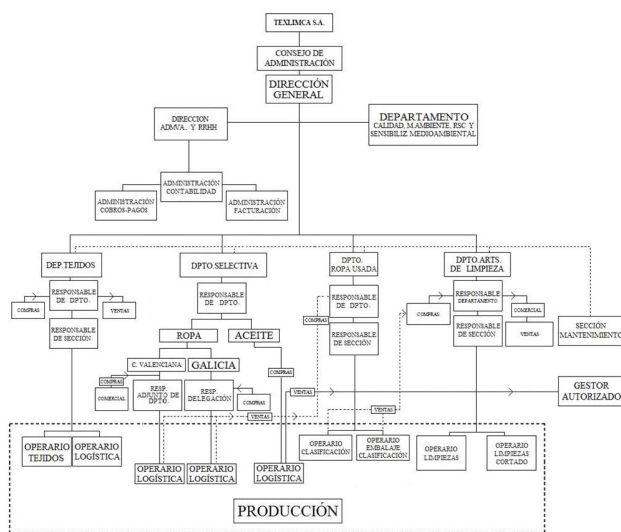 TEXLIMCA S.A.
CONSEJO DE
ADMINISTRACIÓN
DIRECCIÓN
GENERAL
DIRECCION
ADMVA. Y RRHH
DEPARTAMENTO
CALIDAD, M.AMBIENTE, RSC Y
SENSIBILIZ MEDIOAMBIENTAL
ADMINISTRACIÓN
CONTABILIDAD
ADMINISTRACIÓN
COBROS-PAGOS
ADMINISTRACIÓN
FACTURACIÓN
DEP.TEJIDOS
RESPONSABLE
DE DPTO.
COMPRAS
VENTAS
RESPONSABLE
DE SECCIÓN
DPTO.SELECTIVA
RESPONSABLE
DE DPTO.
ROPA
ACEITE
C. VALENCIANA
GALICIA
COMPRAS
COMPRAS
COMERCIAL
RESP.
ADJUNTO DE
DPTO.
RESP.
DELEGACIÓN
COMPRAS
DPTO.
ROPA USADA
RESPONSABLE
DE DPTO.
COMPRAS
RESPONSABLE
DE SECCIÓN
DPTO.ARTS.
DE LIMPIEZA
RESPONSABLE
DEPARTAMENTO
COMPRAS
COMERCIAL
RESPONSABLE
DE SECCIÓN
VENTAS
SECCIÓN
MANTENIMIENTO
VENTAS
GESTOR
AUTORIZADO
VENTAS
VENTAS
OPERARIO
TEJIDOS
OPERARIO
LOGÍSTICA
OPERARIO
LOGÍSTICA
OPERARIO
LOGÍSTICA
OPERARIO
LOGÍSTICA
OPERARIO
CLASIFICACIÓN
OPERARIO
EMBALAJE
CLASIFICACIÓN
OPERARIO
LIMPIEZAS
OPERARIO
LIMPIEZAS
CORTADO
PRODUCCIÓN